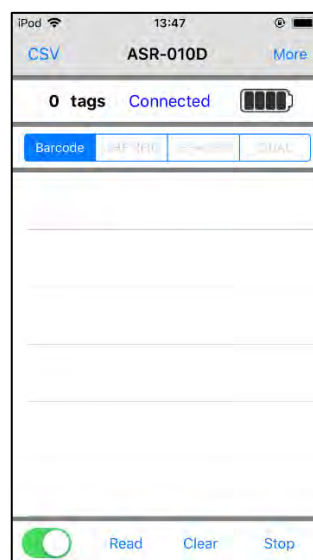 iPod 13:47
CSV ASR-010D More
0 tags Connected
Barcode
Read Clear Stop